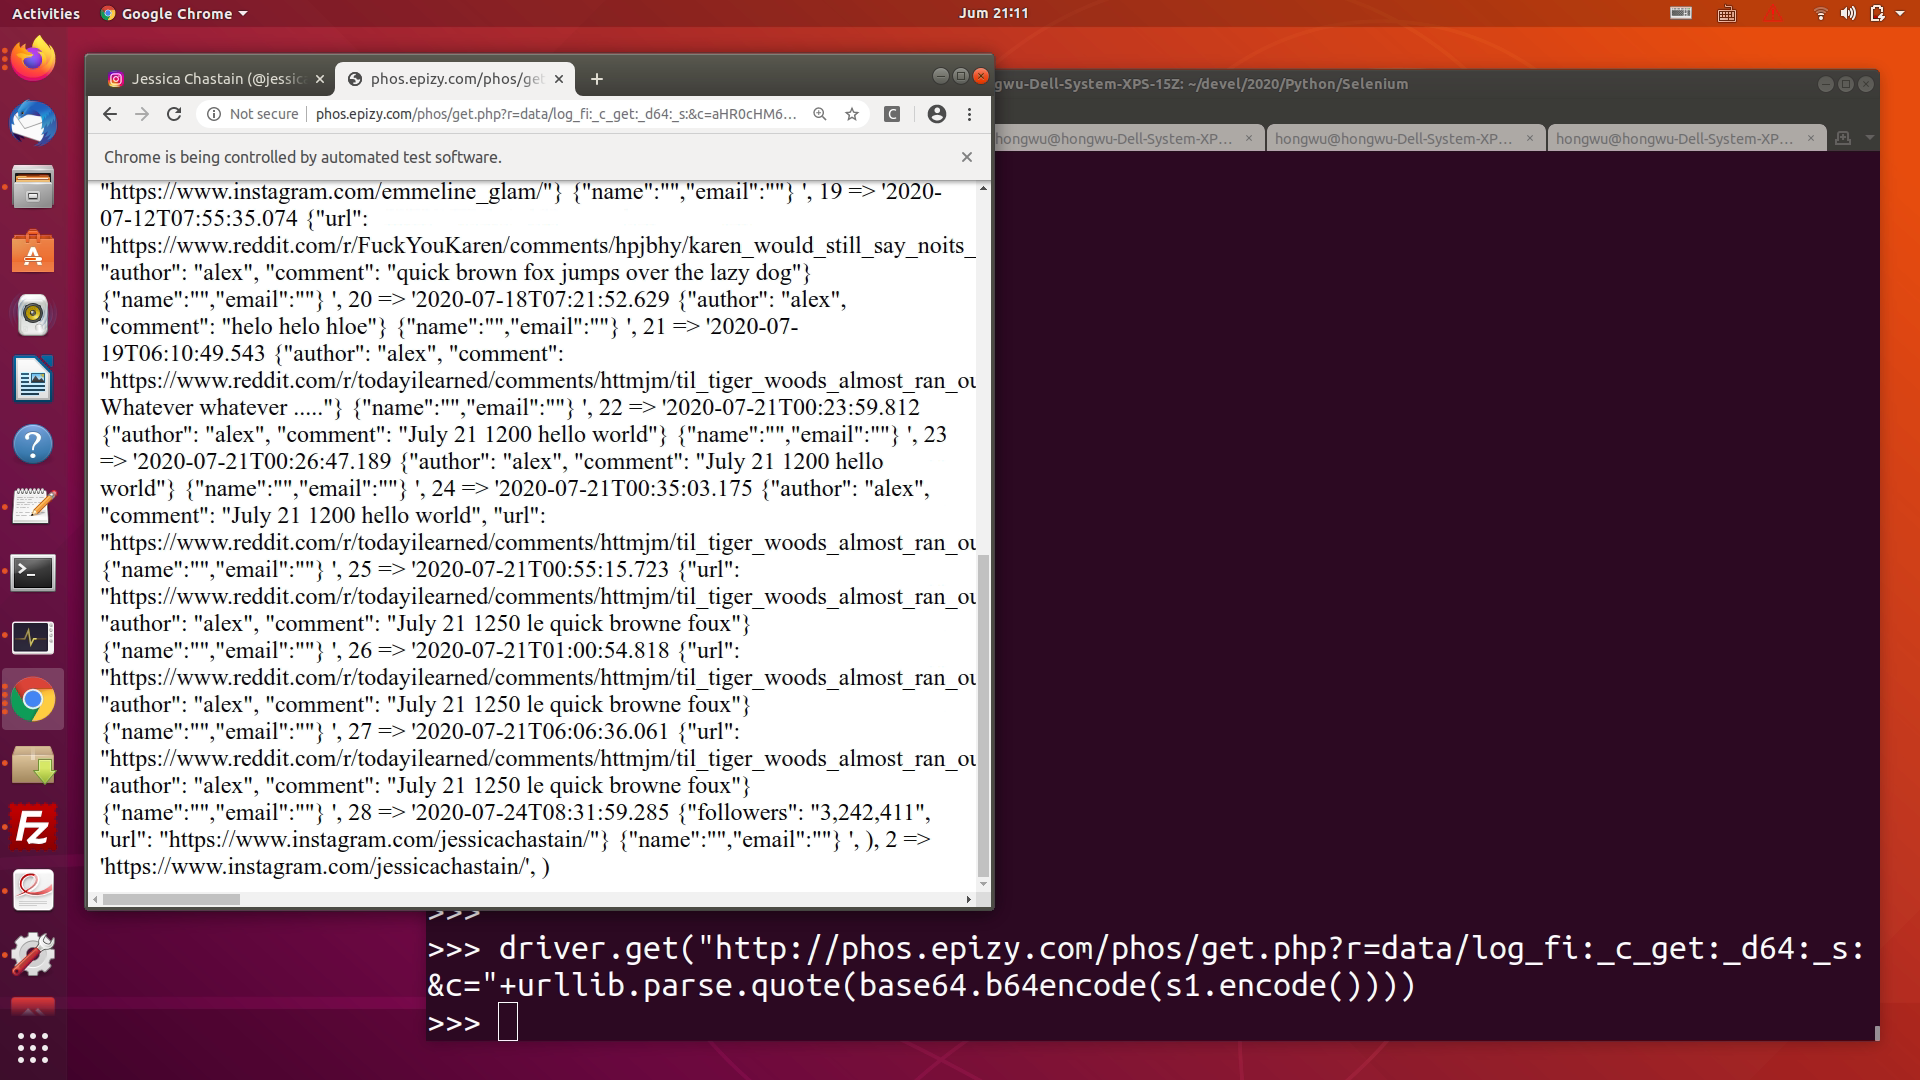 Activities
Google Chrome
Jum 21:11
Jessica Chastain (@jessic
phos.epizy.com/phos/get
Not secure
phos.epizy.com/phos/get.php?r=data/log_fi:_c_get:_d64:_s:&c=aHR0cHM6...
Chrome is being controlled by automated test software.
"https://www.instagram.com/emmeline_glam/"} {"name":"","email":""} ', 19 => '2020-
07-12T07:55:35.074 {"url":
"https://www.reddit.com/r/FuckYouKaren/comments/hpjbhy/karen_would_still_say_noits_
"author": "alex", "comment": "quick brown fox jumps over the lazy dog"}
{"name":"","email":""} ', 20 => '2020-07-18T07:21:52.629 {"author": "alex",
"comment": "helo helo hloe"} {"name":"","email":""} ', 21 => '2020-07-
19T06:10:49.543 {"author": "alex", "comment":
"https://www.reddit.com/r/todayilearned/comments/httmjm/til_tiger_woods_almost_ran_ou
Whatever whatever ....."} {"name":"","email":""} ', 22 => '2020-07-21T00:23:59.812
{"author": "alex", "comment": "July 21 1200 hello world"} {"name":"","email":""} ', 23
=> '2020-07-21T00:26:47.189 {"author": "alex", "comment": "July 21 1200 hello
world"} {"name":"","email":""} ', 24 => '2020-07-21T00:35:03.175 {"author": "alex",
"comment": "July 21 1200 hello world", "url":
"https://www.reddit.com/r/todayilearned/comments/httmjm/til_tiger_woods_almost_ran_ou
{"name":"","email":""} ', 25 => '2020-07-21T00:55:15.723 {"url":
"https://www.reddit.com/r/todayilearned/comments/httmjm/til_tiger_woods_almost_ran_ou
"author": "alex", "comment": "July 21 1250 le quick browne foux"}
{"name":"","email":""} ', 26 => '2020-07-21T01:00:54.818 {"url":
"https://www.reddit.com/r/todayilearned/comments/httmjm/til_tiger_woods_almost_ran_ou
"author": "alex", "comment": "July 21 1250 le quick browne foux"}
{"name":"","email":""} ', 27 => '2020-07-21T06:06:36.061 {"url":
"https://www.reddit.com/r/todayilearned/comments/httmjm/til_tiger_woods_almost_ran_ou
"author": "alex", "comment": "July 21 1250 le quick browne foux"}
{"name":"","email":""} ', 28 => '2020-07-24T08:31:59.285 {"followers": "3,242,411",
"url": "https://www.instagram.com/jessicachastain/"} {"name":"","email":""} ', ), 2 =>
'https://www.instagram.com/jessicachastain/', )
gwu-Dell-System-XPS-15Z: ~/devel/2020/Python/Selenium
hongwu@hongwu-Dell-System-XP...
hongwu@hongwu-Dell-System-XP...
hongwu@hongwu-Dell-System-XP...
>>>
>>> driver.get("http://phos.epizy.com/phos/get.php?r=data/log_fi:_c_get:_d64:_s:
&c="+urllib.parse.quote(base64.b64encode(s1.encode())))
>>>